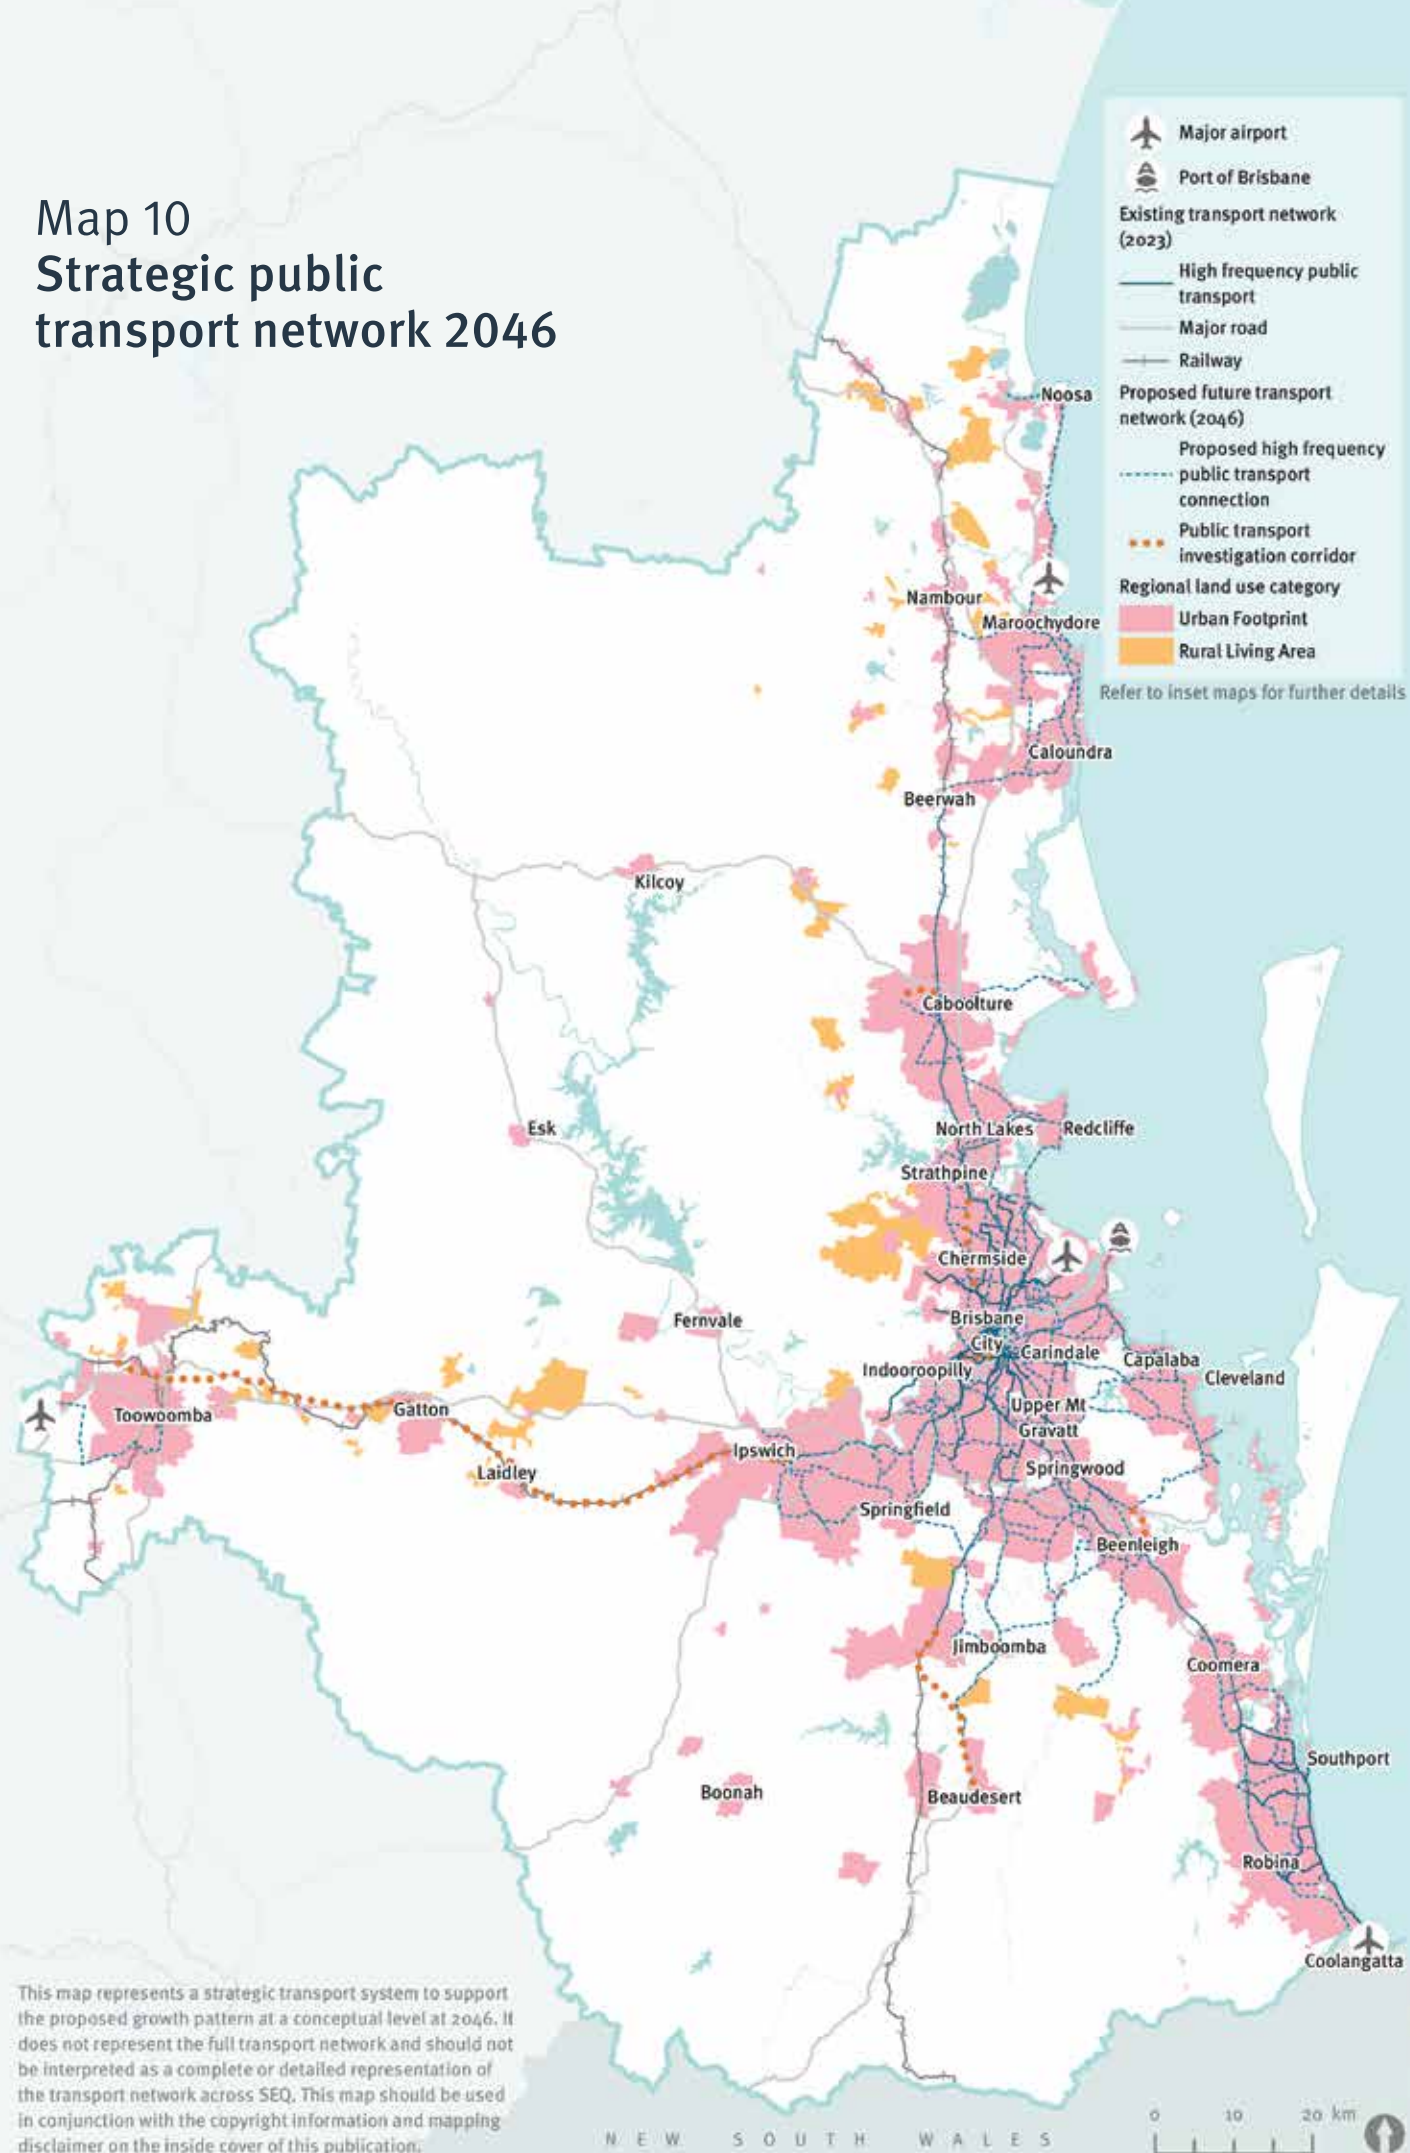 Map 10
Strategic public
transport network 2046
Major airport
Port of Brisbane
Existing transport network
(2023)
High frequency public
transport
Major road
Railway
Proposed future transport
network (2046)
Proposed high frequency
public transport
connection
Public transport
investigation corridor
Regional land use category
Urban Footprint
Rural Living Area
Refer to inset maps for further details
Noosa
Nambour
Maroochydore
Caloundra
Beerwah
Kilcoy
Caboolture
Esk
North Lakes
Redcliffe
Strathpine
Chermside
Fernvale
Brisbane
City
Carindale
Capalaba
Indooroopilly
Cleveland
Toowoomba
Gatton
Upper Mt
Gravatt
Ipswich
Laidley
Springwood
Springfield
Beenleigh
Jimboomba
Coomera
Southport
Boonah
Beaudesert
Robina
Coolangatta
This map represents a strategic transport system to support
the proposed growth pattern at a conceptual level at 2046. It
does not represent the full transport network and should not
be interpreted as a complete or detailed representation of
the transport network across SEQ. This map should be used
in conjunction with the copyright information and mapping
disclaimer on the inside cover of this publication.
NEW SOUTH WALES
0 10 20 km